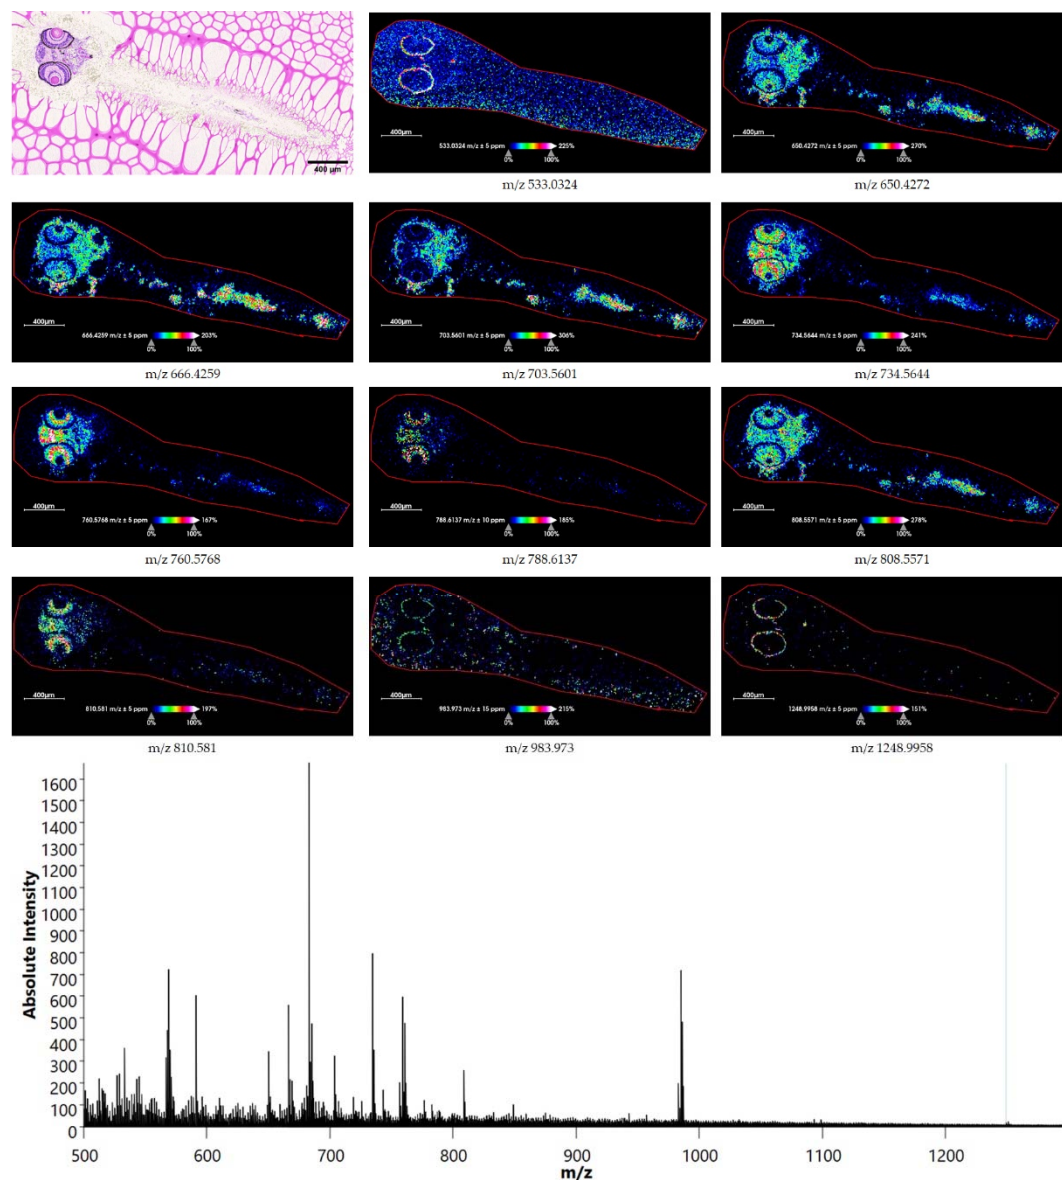 400 µm
400µm
533.0324 m/z ± 5 ppm 225%
0% 100%
m/z 533.0324
400µm
650.4272 m/z ± 5 ppm 270%
0% 100%
m/z 650.4272
400µm
666.4259 m/z ± 5 ppm 203%
0% 100%
m/z 666.4259
400µm
703.5601 m/z ± 5 ppm 306%
0% 100%
m/z 703.5601
400µm
734.5644 m/z ± 5 ppm 241%
0% 100%
m/z 734.5644
400µm
760.5768 m/z ± 5 ppm 167%
0% 100%
m/z 760.5768
400µm
788.6137 m/z ± 10 ppm 185%
0% 100%
m/z 788.6137
400µm
808.5571 m/z ± 5 ppm 278%
0% 100%
m/z 808.5571
400µm
810.581 m/z ± 5 ppm 197%
0% 100%
m/z 810.581
400µm
983.973 m/z ± 15 ppm 215%
0% 100%
m/z 983.973
400µm
1248.9958 m/z ± 5 ppm 151%
0% 100%
m/z 1248.9958
Absolute Intensity
1600
1500
1400
1300
1200
1100
1000
900
800
700
600
500
400
300
200
100
0
500 600 700 800 900 1000 1100 1200
m/z